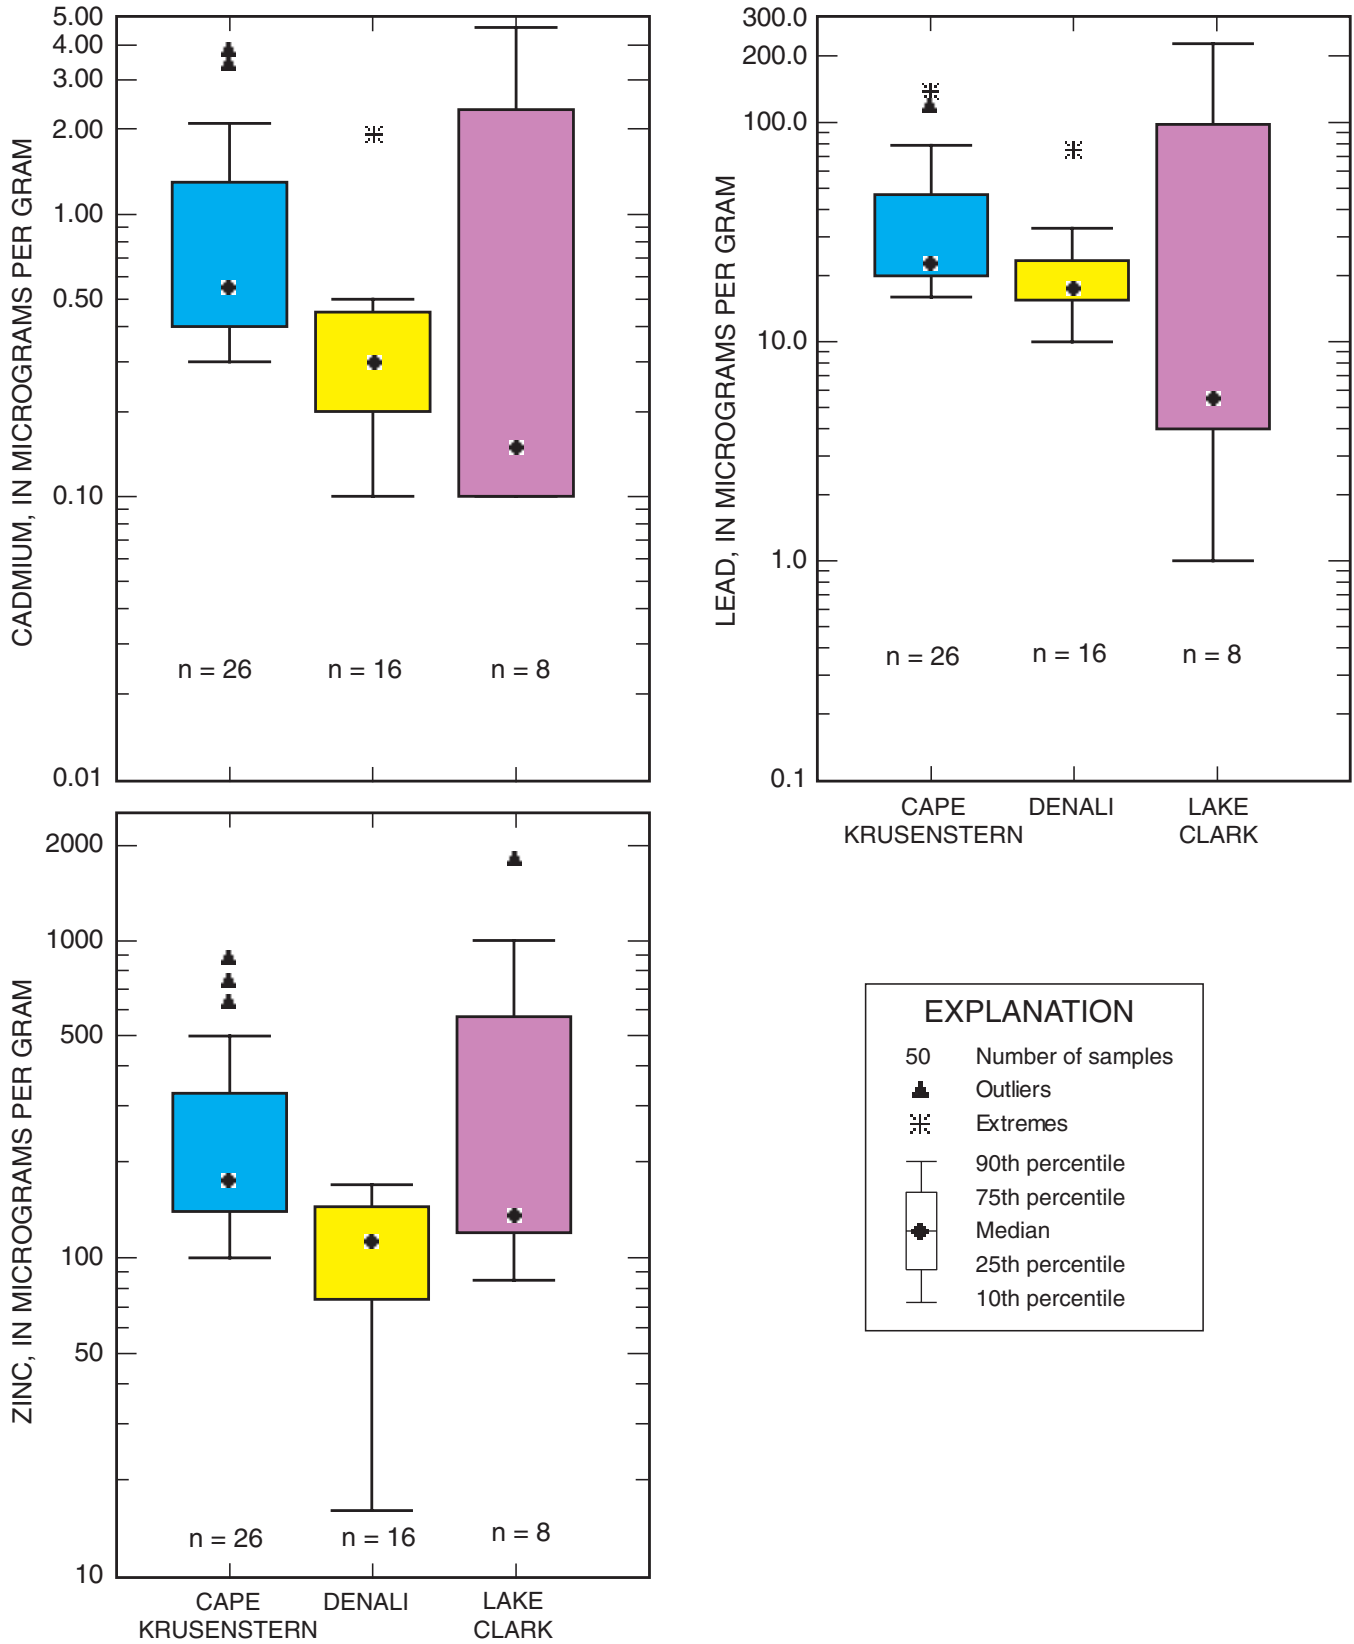 CADMIUM, IN MICROGRAMS PER GRAM
5.00
4.00
3.00
2.00
1.00
0.50
0.10
0.01
n = 26
n = 16
n = 8
LEAD, IN MICROGRAMS PER GRAM
300.0
200.0
100.0
10.0
1.0
0.1
n = 26
n = 16
n = 8
CAPE
KRUSENSTERN
DENALI
LAKE
CLARK
ZINC, IN MICROGRAMS PER GRAM
2000
1000
500
100
50
10
n = 26
n = 16
n = 8
CAPE
KRUSENSTERN
DENALI
LAKE
CLARK
EXPLANATION
50 Number of samples
Outliers
Extremes
90th percentile
75th percentile
Median
25th percentile
10th percentile